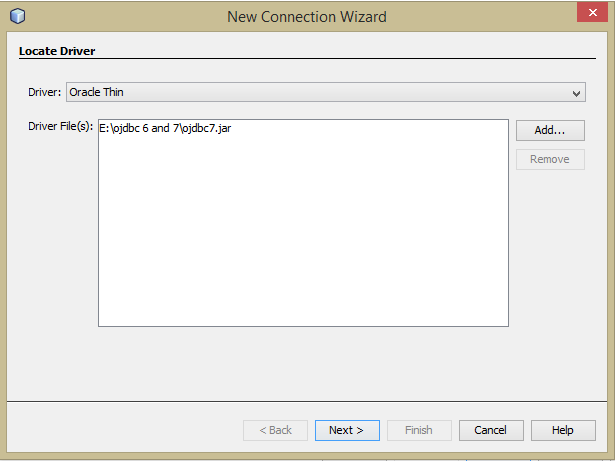 New Connection Wizard
Locate Driver
Driver: Oracle Thin
Driver File(s): E:\ojdbc 6 and 7\ojdbc7.jar
Add...
Remove
< Back Next > Finish Cancel Help